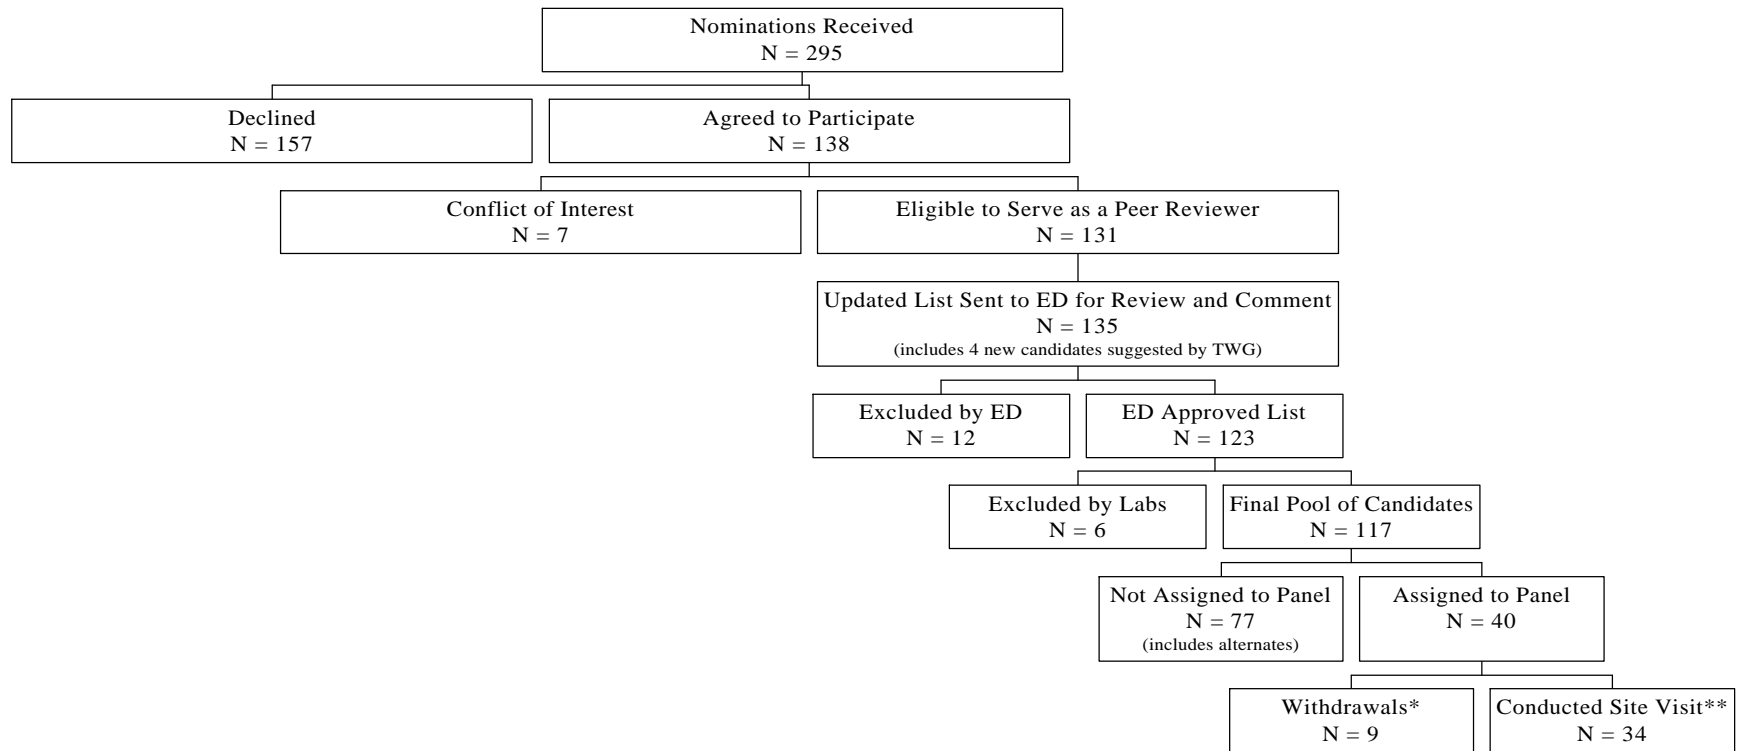 Nominations Received
N = 295
Declined
N = 157
Agreed to Participate
N = 138
Conflict of Interest
N = 7
Eligible to Serve as a Peer Reviewer
N = 131
Updated List Sent to ED for Review and Comment
N = 135
(includes 4 new candidates suggested by TWG)
Excluded by ED
N = 12
ED Approved List
N = 123
Excluded by Labs
N = 6
Final Pool of Candidates
N = 117
Not Assigned to Panel
N = 77
(includes alternates)
Assigned to Panel
N = 40
Withdrawals*
N = 9
Conducted Site Visit**
N = 34